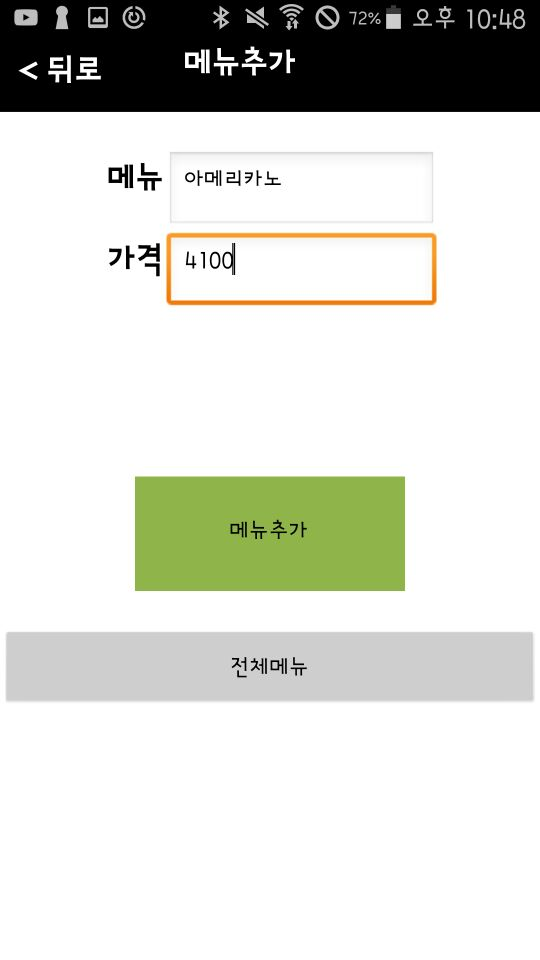 72% 오후 10:48
< 뒤로 메뉴추가
메뉴 아메리카노
가격 4100
메뉴추가
전체메뉴